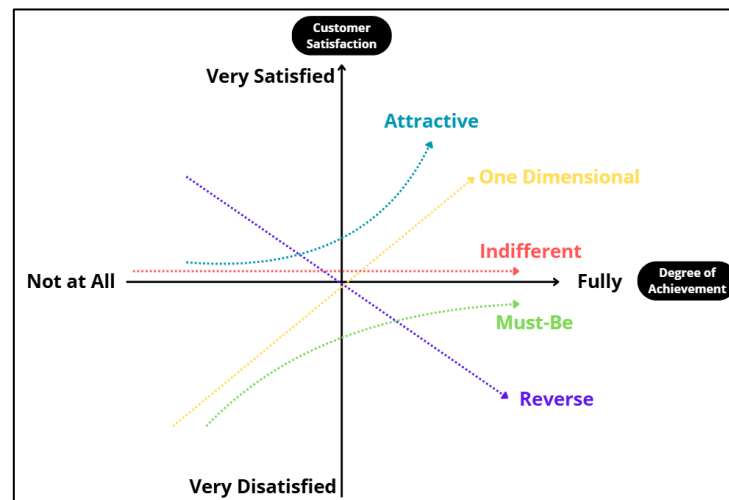 Customer
Satisfaction
Very Satisfied
Attractive
One Dimensional
Indifferent
Not at All
Fully
Degree of
Achievement
Must-Be
Reverse
Very Disatisfied